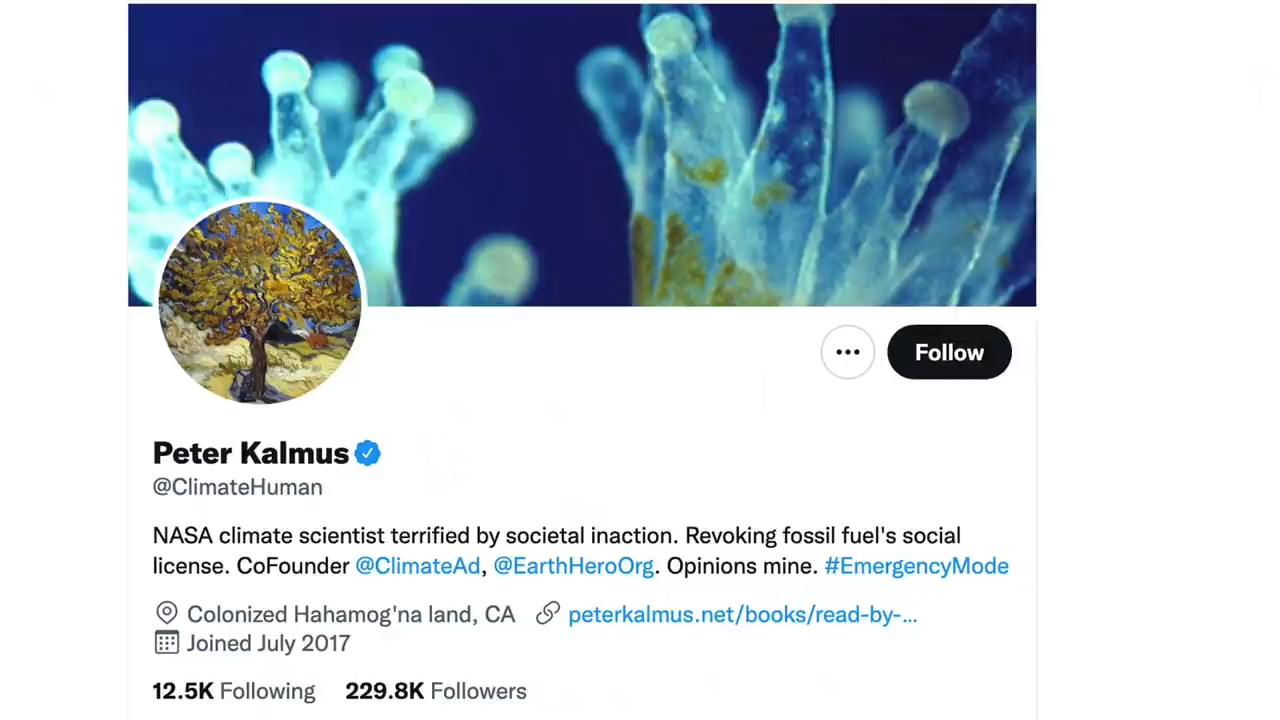 Follow
Peter Kalmus
@ClimateHuman
NASA climate scientist terrified by societal inaction. Revoking fossil fuel's social
license. CoFounder @ClimateAd, @EarthHeroOrg. Opinions mine. #EmergencyMode
Colonized Hahamog'na land, CA peterkalmus.net/books/read-by-...
Joined July 2017
12.5K Following 229.8K Followers